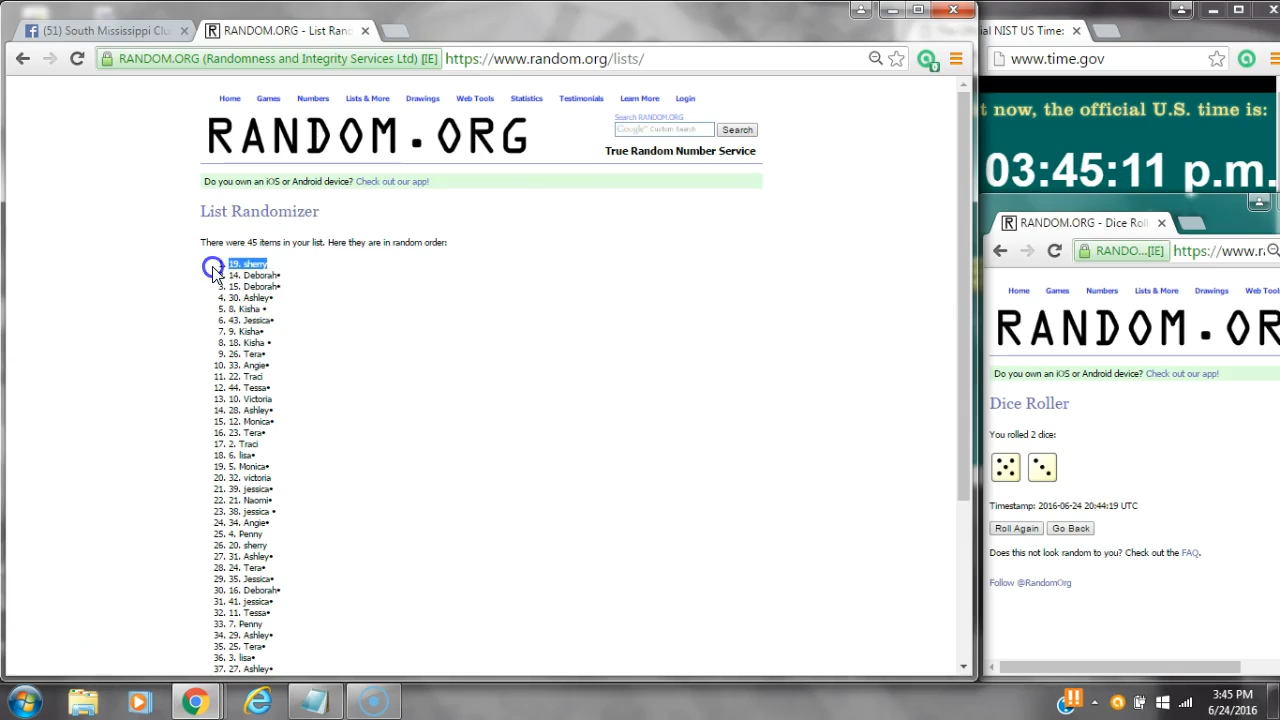 (51) South Mississippi Clu
RANDOM.ORG - List Ran
RANDOM.ORG (Randomness and Integrity Services Ltd) [IE]
https://www.random.org/lists/
Home Games Numbers Lists & More Drawings Web Tools Statistics Testimonials Learn More Login
RANDOM.ORG
Search RANDOM.ORG
Google™ Custom Search
Search
True Random Number Service
Do you own an iOS or Android device? Check out our app!
List Randomizer
There were 45 items in your list. Here they are in random order:
19. sherry
14. Deborah•
3. 15. Deborah•
4. 30. Ashley•
5. 8. Kisha •
6. 43. Jessica•
7. 9. Kisha•
8. 18. Kisha •
9. 26. Tera•
10. 33. Angie•
11. 22. Traci
12. 44. Tessa•
13. 10. Victoria
14. 28. Ashley•
15. 12. Monica•
16. 23. Tera•
17. 2. Traci
18. 6. lisa•
19. 5. Monica•
20. 32. victoria
21. 39. jessica•
22. 21. Naomi•
23. 38. jessica •
24. 34. Angie•
25. 4. Penny
26. 20. sherry
27. 31. Ashley•
28. 24. Tera•
29. 35. Jessica•
30. 16. Deborah•
31. 41. jessica•
32. 11. Tessa•
33. 7. Penny
34. 29. Ashley•
35. 25. Tera•
36. 3. lisa•
37. 27. Ashley•
ial NIST US Time:
www.time.gov
t now, the official U.S. time is:
03:45:11 p.m.
RANDOM.ORG - Dice Rol
RANDO...[IE]
https://www.r
Home Games Numbers Lists & More Drawings Web Tool
RANDOM.OR
Do you own an iOS or Android device? Check out our app!
Dice Roller
You rolled 2 dice:
Timestamp: 2016-06-24 20:44:19 UTC
Roll Again Go Back
Does this not look random to you? Check out the FAQ.
Follow @RandomOrg
3:45 PM
6/24/2016